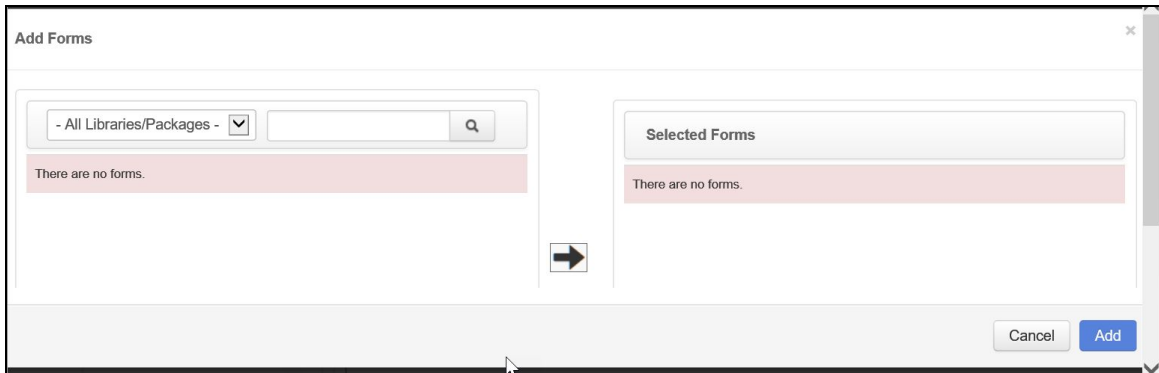 Add Forms
- All Libraries/Packages -
There are no forms.
Selected Forms
There are no forms.
Cancel
Add